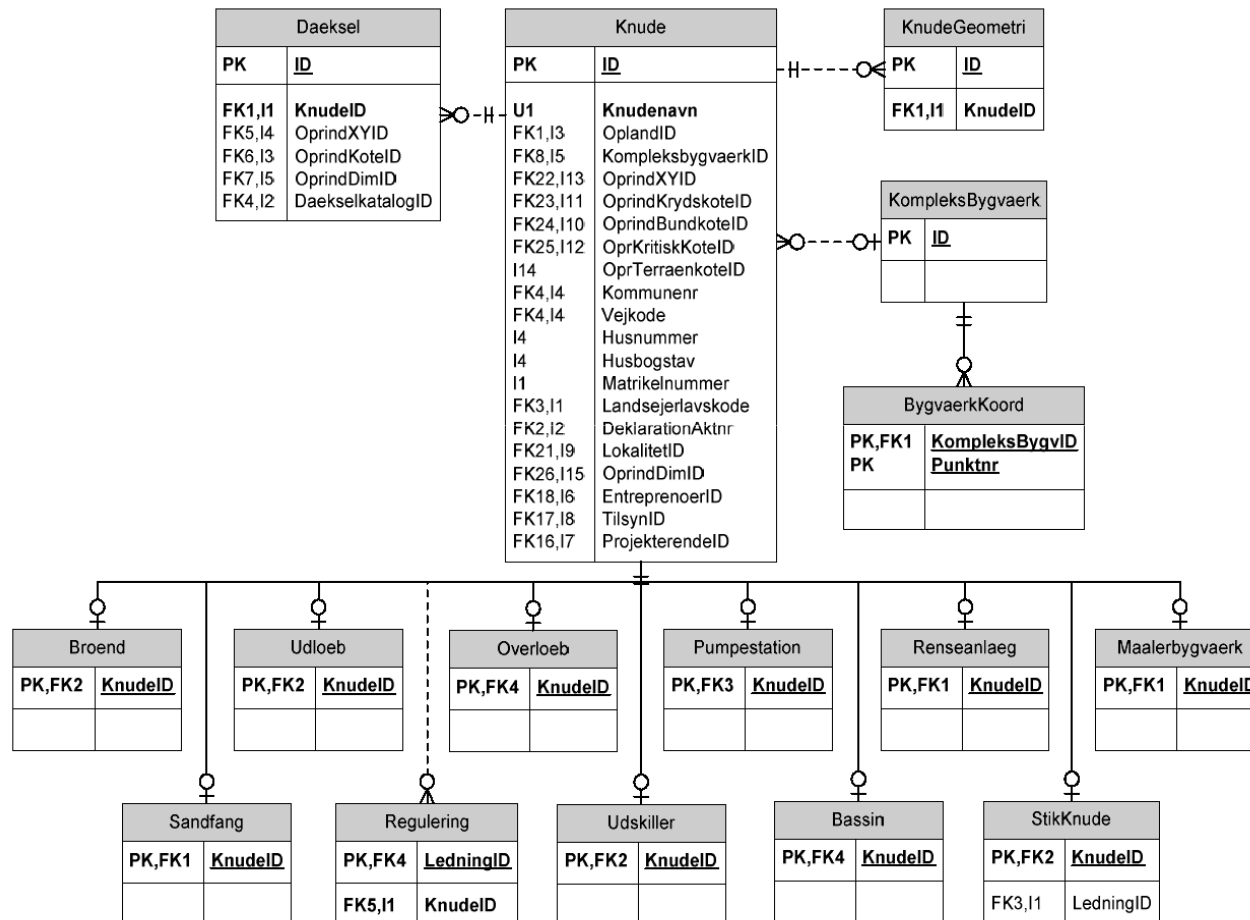 Daeksel
PK ID
FK1,I1 KnudeID
FK5,I4 OprindXYID
FK6,I3 OprindKoteID
FK7,I5 OprindDimID
FK4,I2 DaekselkatalogID
Knude
PK ID
U1 Knudenavn
FK1,I3 OplandID
FK8,I5 KompleksbygvaerkID
FK22,I13 OprindXYID
FK23,I11 OprindKrydskoteID
FK24,I10 OprindBundkoteID
FK25,I12 OprKritiskKoteID
I14 OprTerraenkoteID
FK4,I4 Kommunenr
FK4,I4 Vejkode
I4 Husnummer
I4 Husbogstav
I1 Matrikelnummer
FK3,I1 Landsejerlavskode
FK2,I2 DeklarationAktnr
FK21,I9 LokalitetID
FK26,I15 OprindDimID
FK18,I6 EntreprenoerID
FK17,I8 TilsynID
FK16,I7 ProjekterendeID
KnudeGeometri
PK ID
FK1,I1 KnudeID
KompleksBygvaerk
PK ID
BygvaerkKoord
PK,FK1 KompleksBygvID
PK Punktnr
Broend
PK,FK2 KnudeID
Udloeb
PK,FK2 KnudeID
Overloeb
PK,FK4 KnudeID
Pumpestation
PK,FK3 KnudeID
Renseanlaeg
PK,FK1 KnudeID
Maalerbygvaerk
PK,FK1 KnudeID
Sandfang
PK,FK1 KnudeID
Regulering
PK,FK4 LedningID
FK5,I1 KnudeID
Udskiller
PK,FK2 KnudeID
Bassin
PK,FK4 KnudeID
StikKnude
PK,FK2 KnudeID
FK3,I1 LedningID